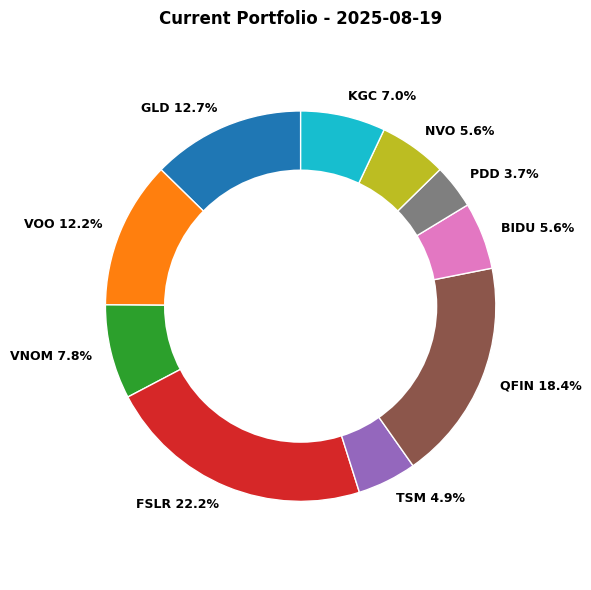 Current Portfolio - 2025-08-19
KGC 7.0%
GLD 12.7%
NVO 5.6%
PDD 3.7%
VOO 12.2%
BIDU 5.6%
VNOM 7.8%
QFIN 18.4%
TSM 4.9%
FSLR 22.2%